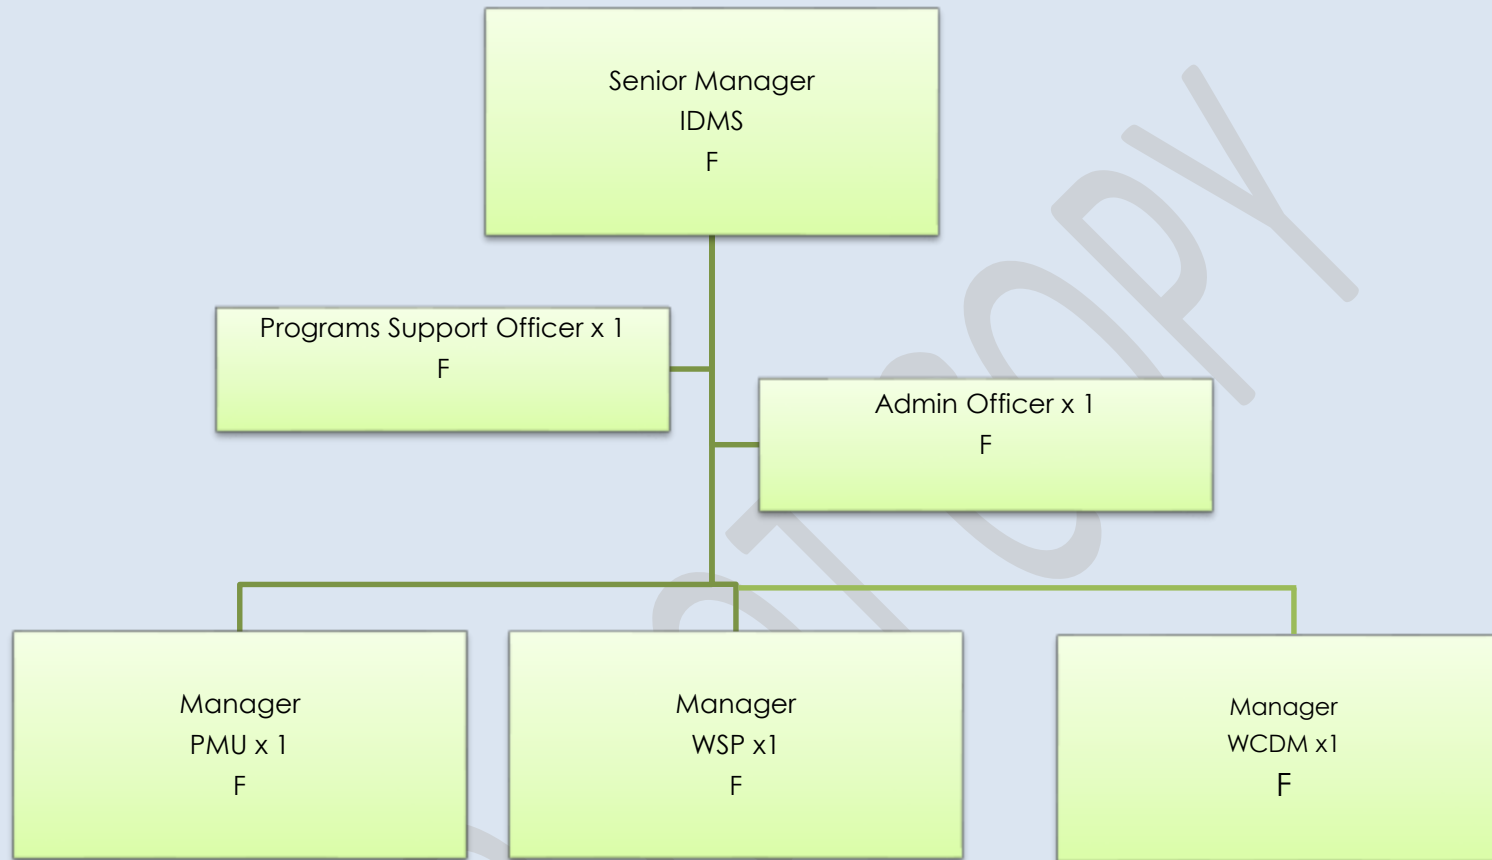 Senior Manager
IDMS
F
Programs Support Officer x 1
F
Admin Officer x 1
F
Manager
PMU x 1
F
Manager
WSP x1
F
Manager
WCDM x1
F
COPY